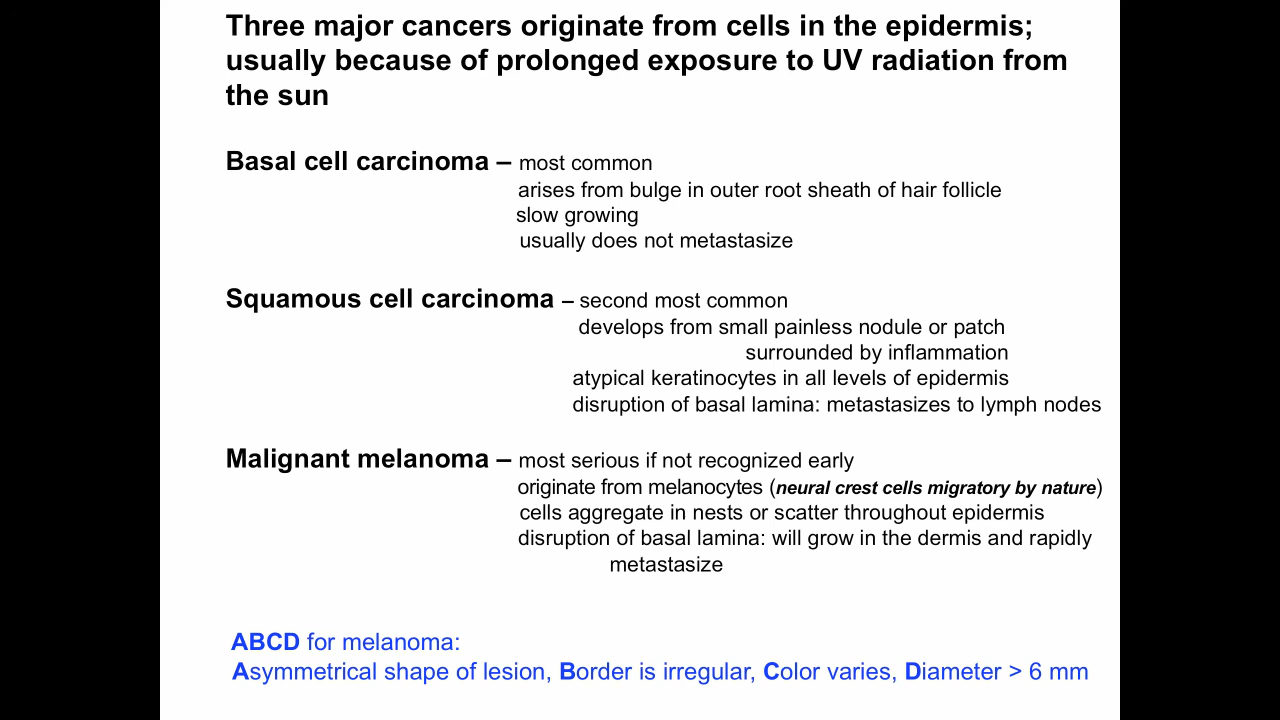 Three major cancers originate from cells in the epidermis;
usually because of prolonged exposure to UV radiation from
the sun
Basal cell carcinoma – most common
arises from bulge in outer root sheath of hair follicle
slow growing
usually does not metastasize
Squamous cell carcinoma – second most common
develops from small painless nodule or patch
surrounded by inflammation
atypical keratinocytes in all levels of epidermis
disruption of basal lamina: metastasizes to lymph nodes
Malignant melanoma – most serious if not recognized early
originate from melanocytes (neural crest cells migratory by nature)
cells aggregate in nests or scatter throughout epidermis
disruption of basal lamina: will grow in the dermis and rapidly
metastasize
ABCD for melanoma:
Asymmetrical shape of lesion, Border is irregular, Color varies, Diameter > 6 mm